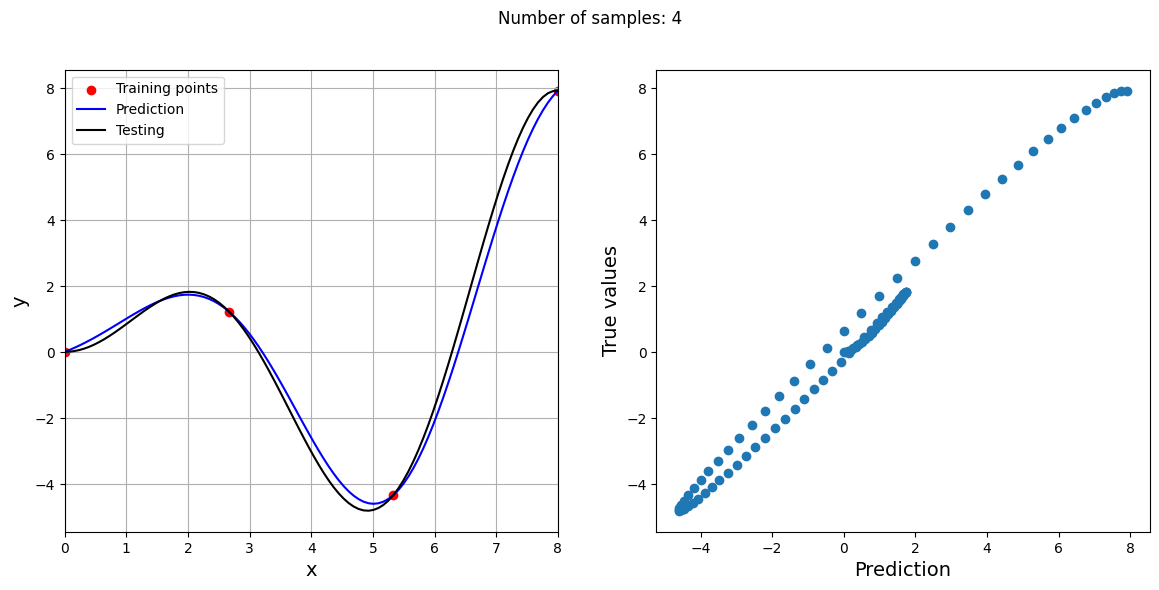 Number of samples: 4
Training points
Prediction
Testing
8
6
4
2
0
−2
−4
y
0 1 2 3 4 5 6 7 8
x
8
6
4
2
0
−2
−4
True values
−4 −2 0 2 4 6 8
Prediction